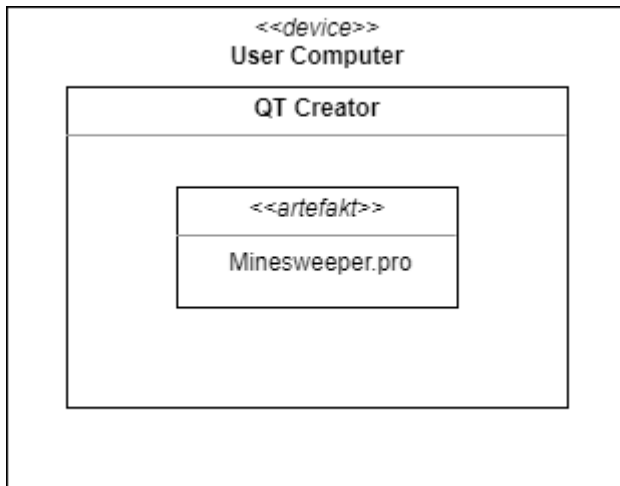 <<device>>
User Computer
QT Creator
<<artefakt>>
Minesweeper.pro